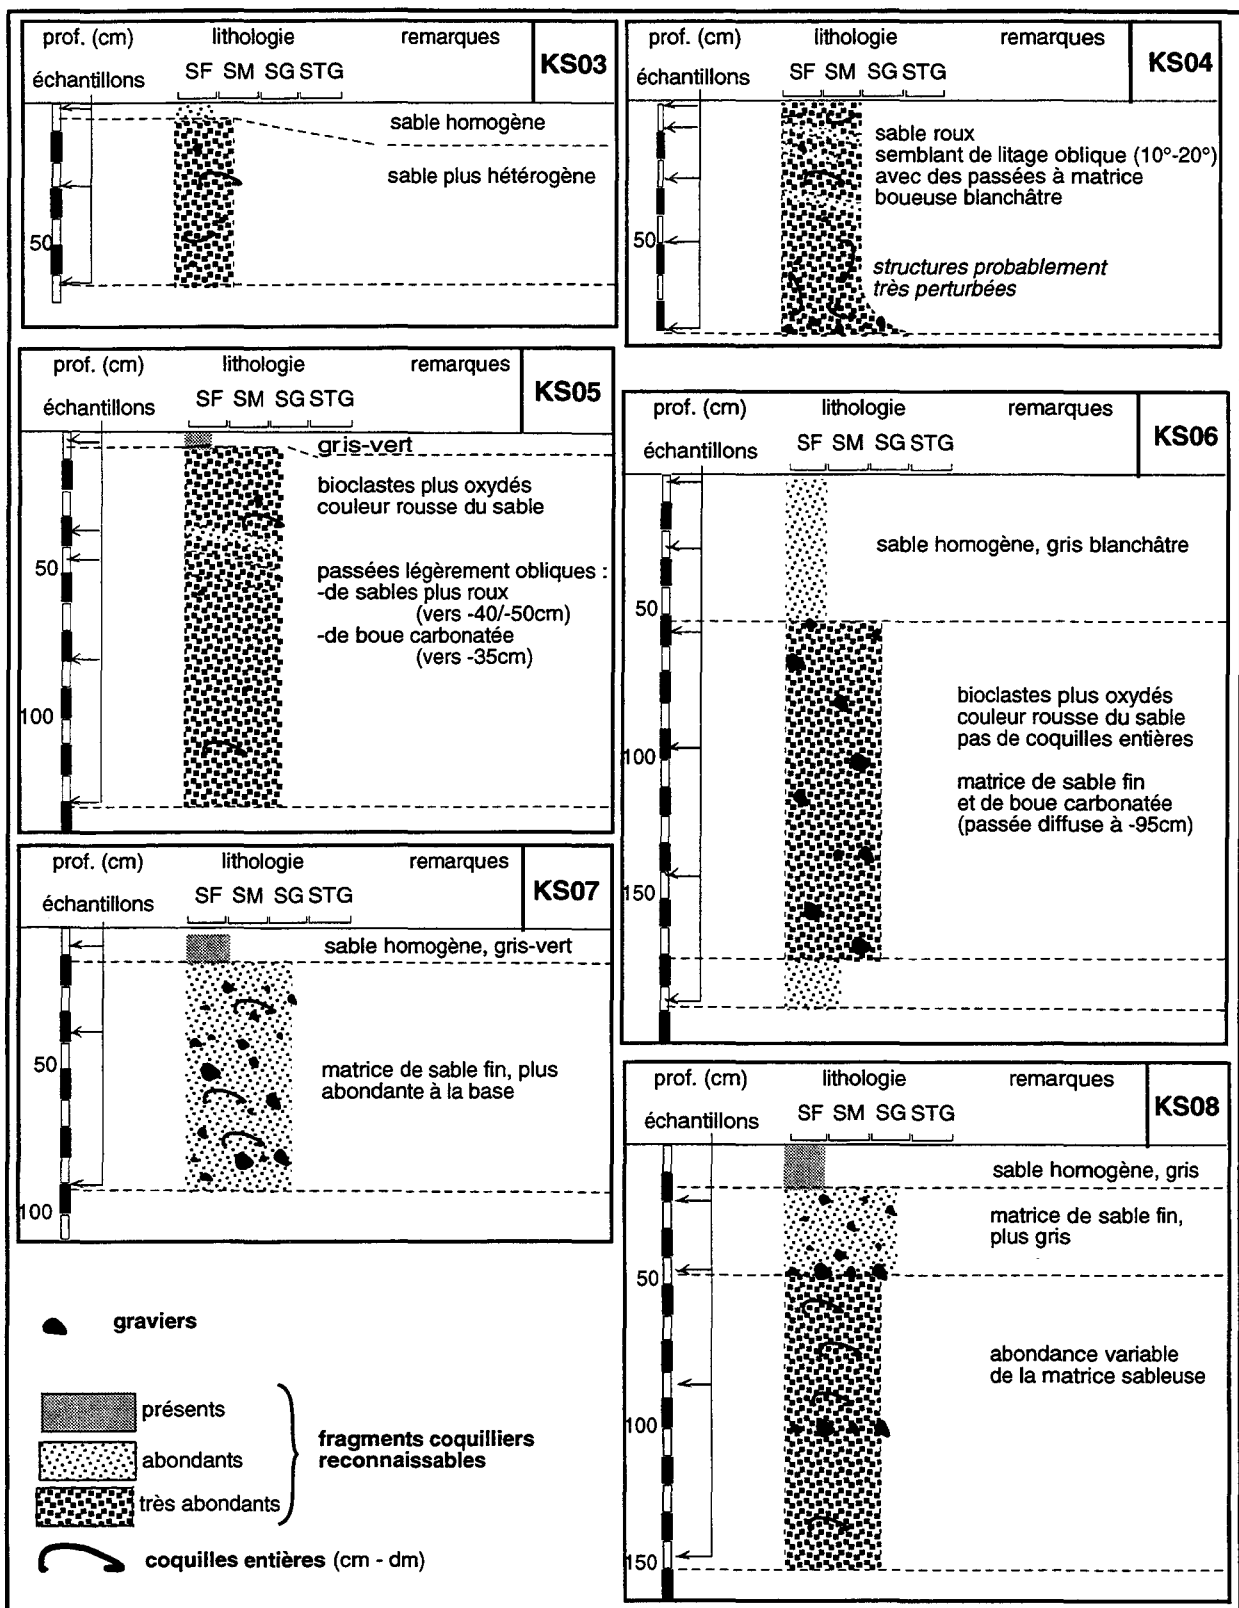 prof. (cm) lithologie remarques KS03
échantillons SF SM SG STG
sable homogène
sable plus hétérogène
50
prof. (cm) lithologie remarques KS04
échantillons SF SM SG STG
sable roux
semblant de litage oblique (10°-20°)
avec des passées à matrice
boueuse blanchâtre
50
structures probablement
très perturbées
prof. (cm) lithologie remarques KS05
échantillons SF SM SG STG
gris-vert
bioclastes plus oxydés
couleur rousse du sable
50
passées légèrement obliques :
-de sables plus roux
(vers -40/-50cm)
-de boue carbonatée
(vers -35cm)
100
prof. (cm) lithologie remarques KS06
échantillons SF SM SG STG
sable homogène, gris blanchâtre
50
bioclastes plus oxydés
couleur rousse du sable
pas de coquilles entières
100
matrice de sable fin
et de boue carbonatée
(passée diffuse à -95cm)
150
prof. (cm) lithologie remarques KS07
échantillons SF SM SG STG
sable homogène, gris-vert
50
matrice de sable fin, plus
abondante à la base
100
prof. (cm) lithologie remarques KS08
échantillons SF SM SG STG
sable homogène, gris
matrice de sable fin,
plus gris
50
abondance variable
de la matrice sableuse
100
150
graviers
présents
abondants
très abondants
fragments coquilliers
reconnaissables
coquilles entières (cm - dm)